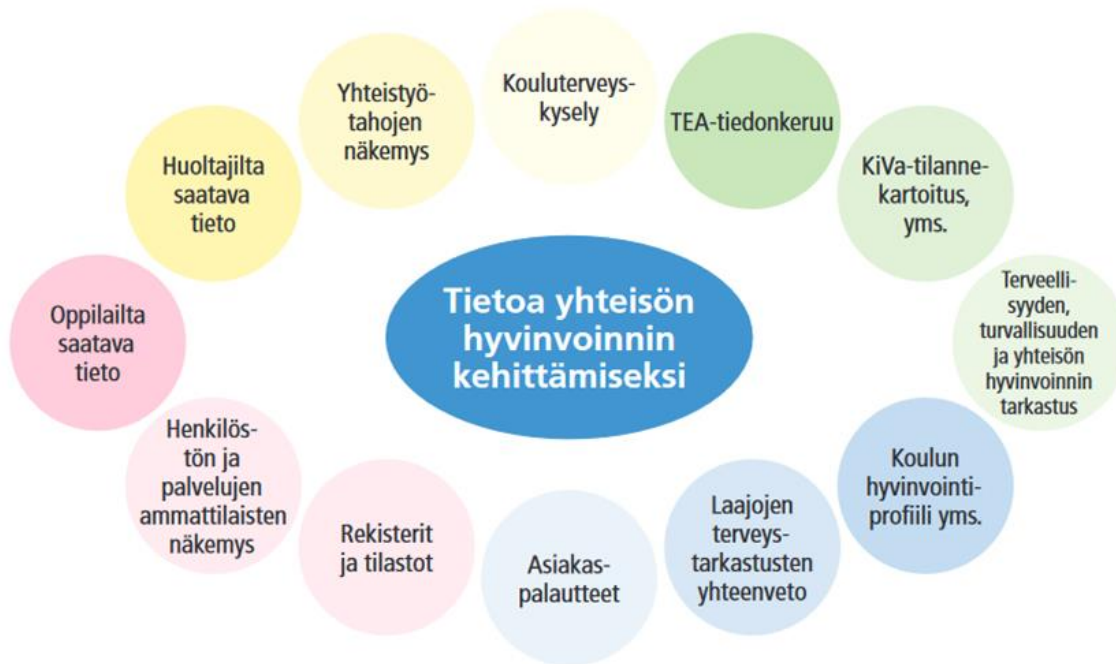 Tietoa yhteisön
hyvinvoinnin
kehittämiseksi
Kouluterveys-
kysely
TEA-tiedonkeruu
KiVa-tilanne-
kartoitus,
yms.
Terveelli-
syyden,
turvallisuuden
ja yhteisön
hyvinvoinnin
tarkastus
Koulun
hyvinvointi-
profiili yms.
Laajojen
terveys-
tarkastusten
yhteenveto
Asiakas-
palautteet
Rekisterit
ja tilastot
Henkilös-
tön ja
palvelujen
ammattilaisten
näkemys
Oppilailta
saatava
tieto
Huoltajilta
saatava
tieto
Yhteistyö-
tahojen
näkemys